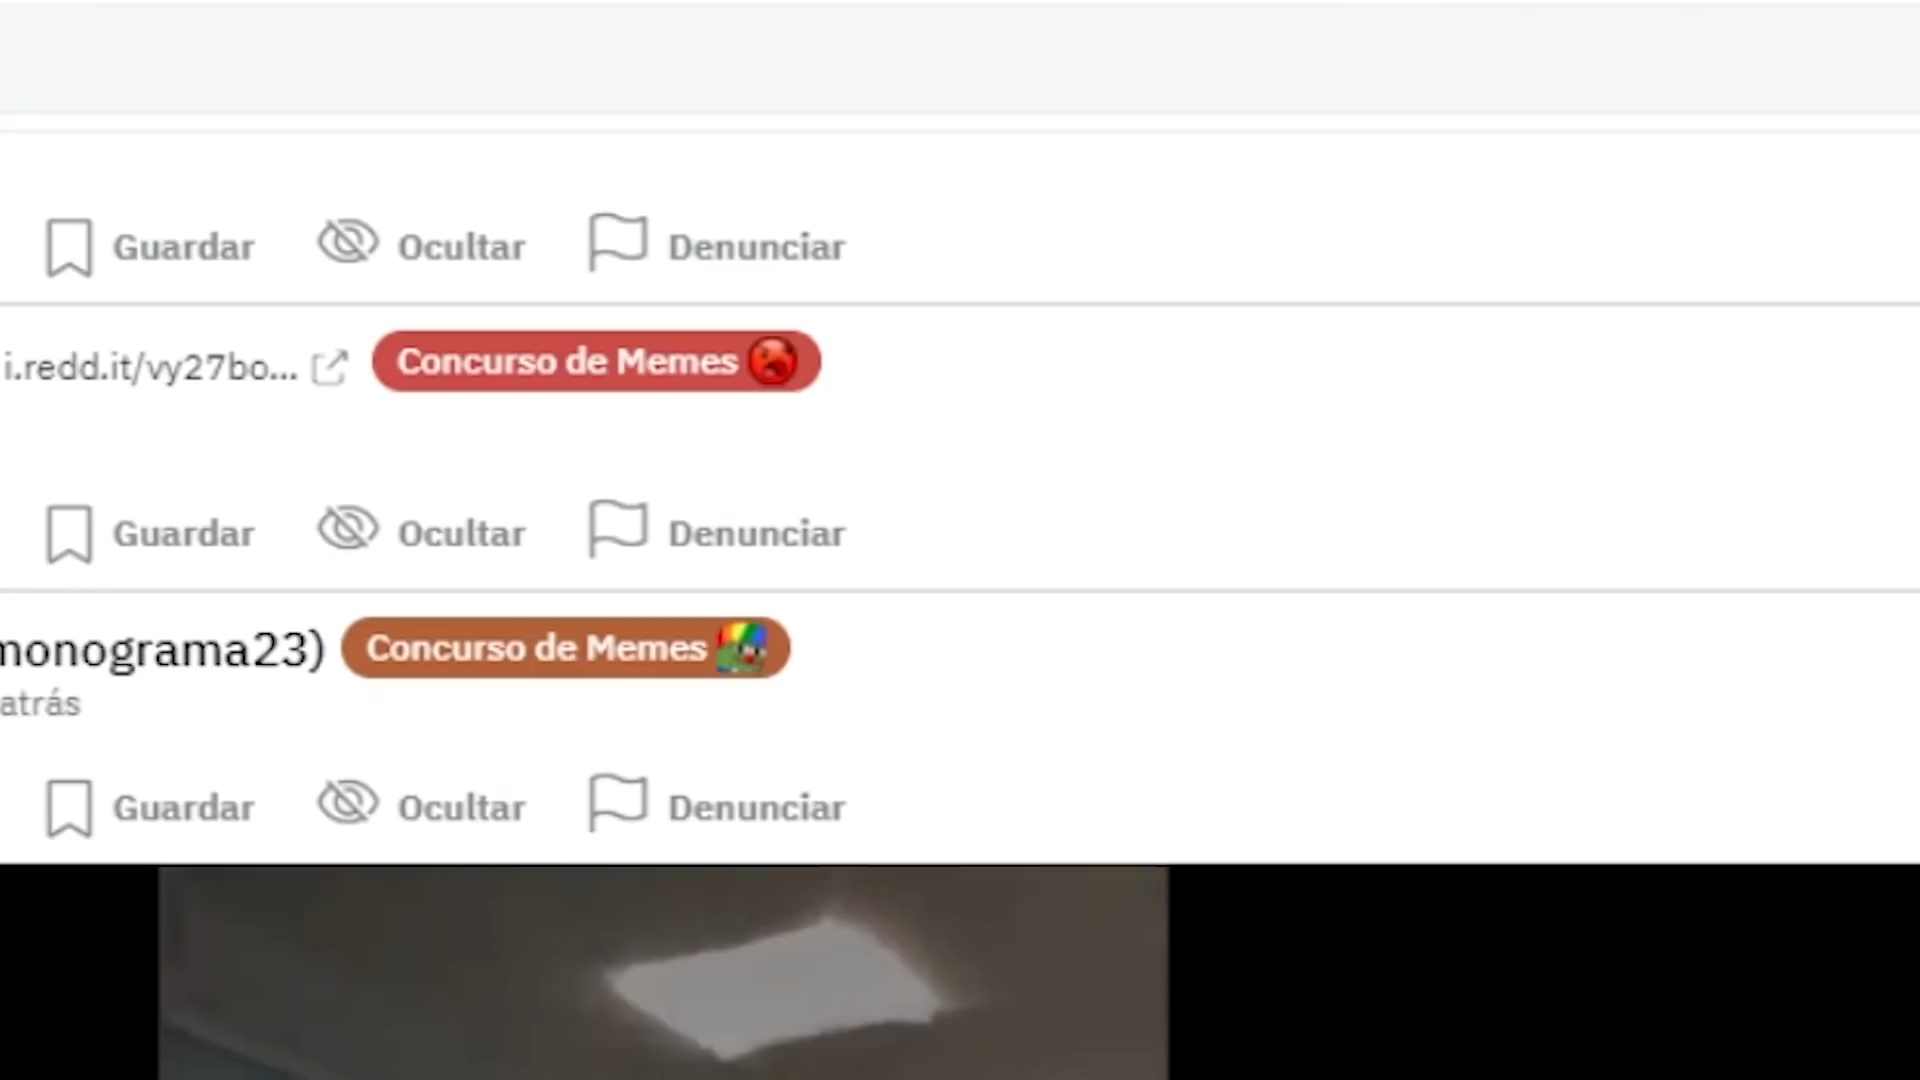 Guardar Ocultar Denunciar
i.redd.it/vy27bo... Concurso de Memes
Guardar Ocultar Denunciar
monograma23) Concurso de Memes
atrás
Guardar Ocultar Denunciar